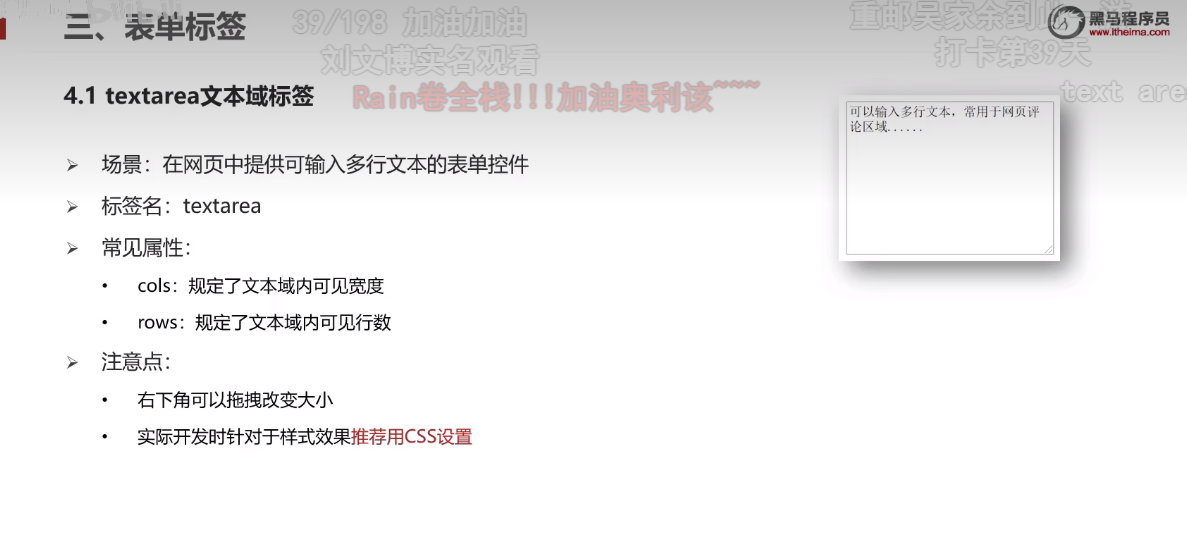 三、表单标签
39/198 加油加油
刘文博实名观看
Rain卷全栈!!!加油奥利该~~~
打卡第39天
黑马程序员
www.itheima.com
text are
4.1 textarea文本域标签
可以输入多行文本，常用于网页评
论区域......
场景：在网页中提供可输入多行文本的表单控件
标签名：textarea
常见属性：
cols：规定了文本域内可见宽度
rows：规定了文本域内可见行数
注意点：
右下角可以拖拽改变大小
实际开发时针对于样式效果推荐用CSS设置